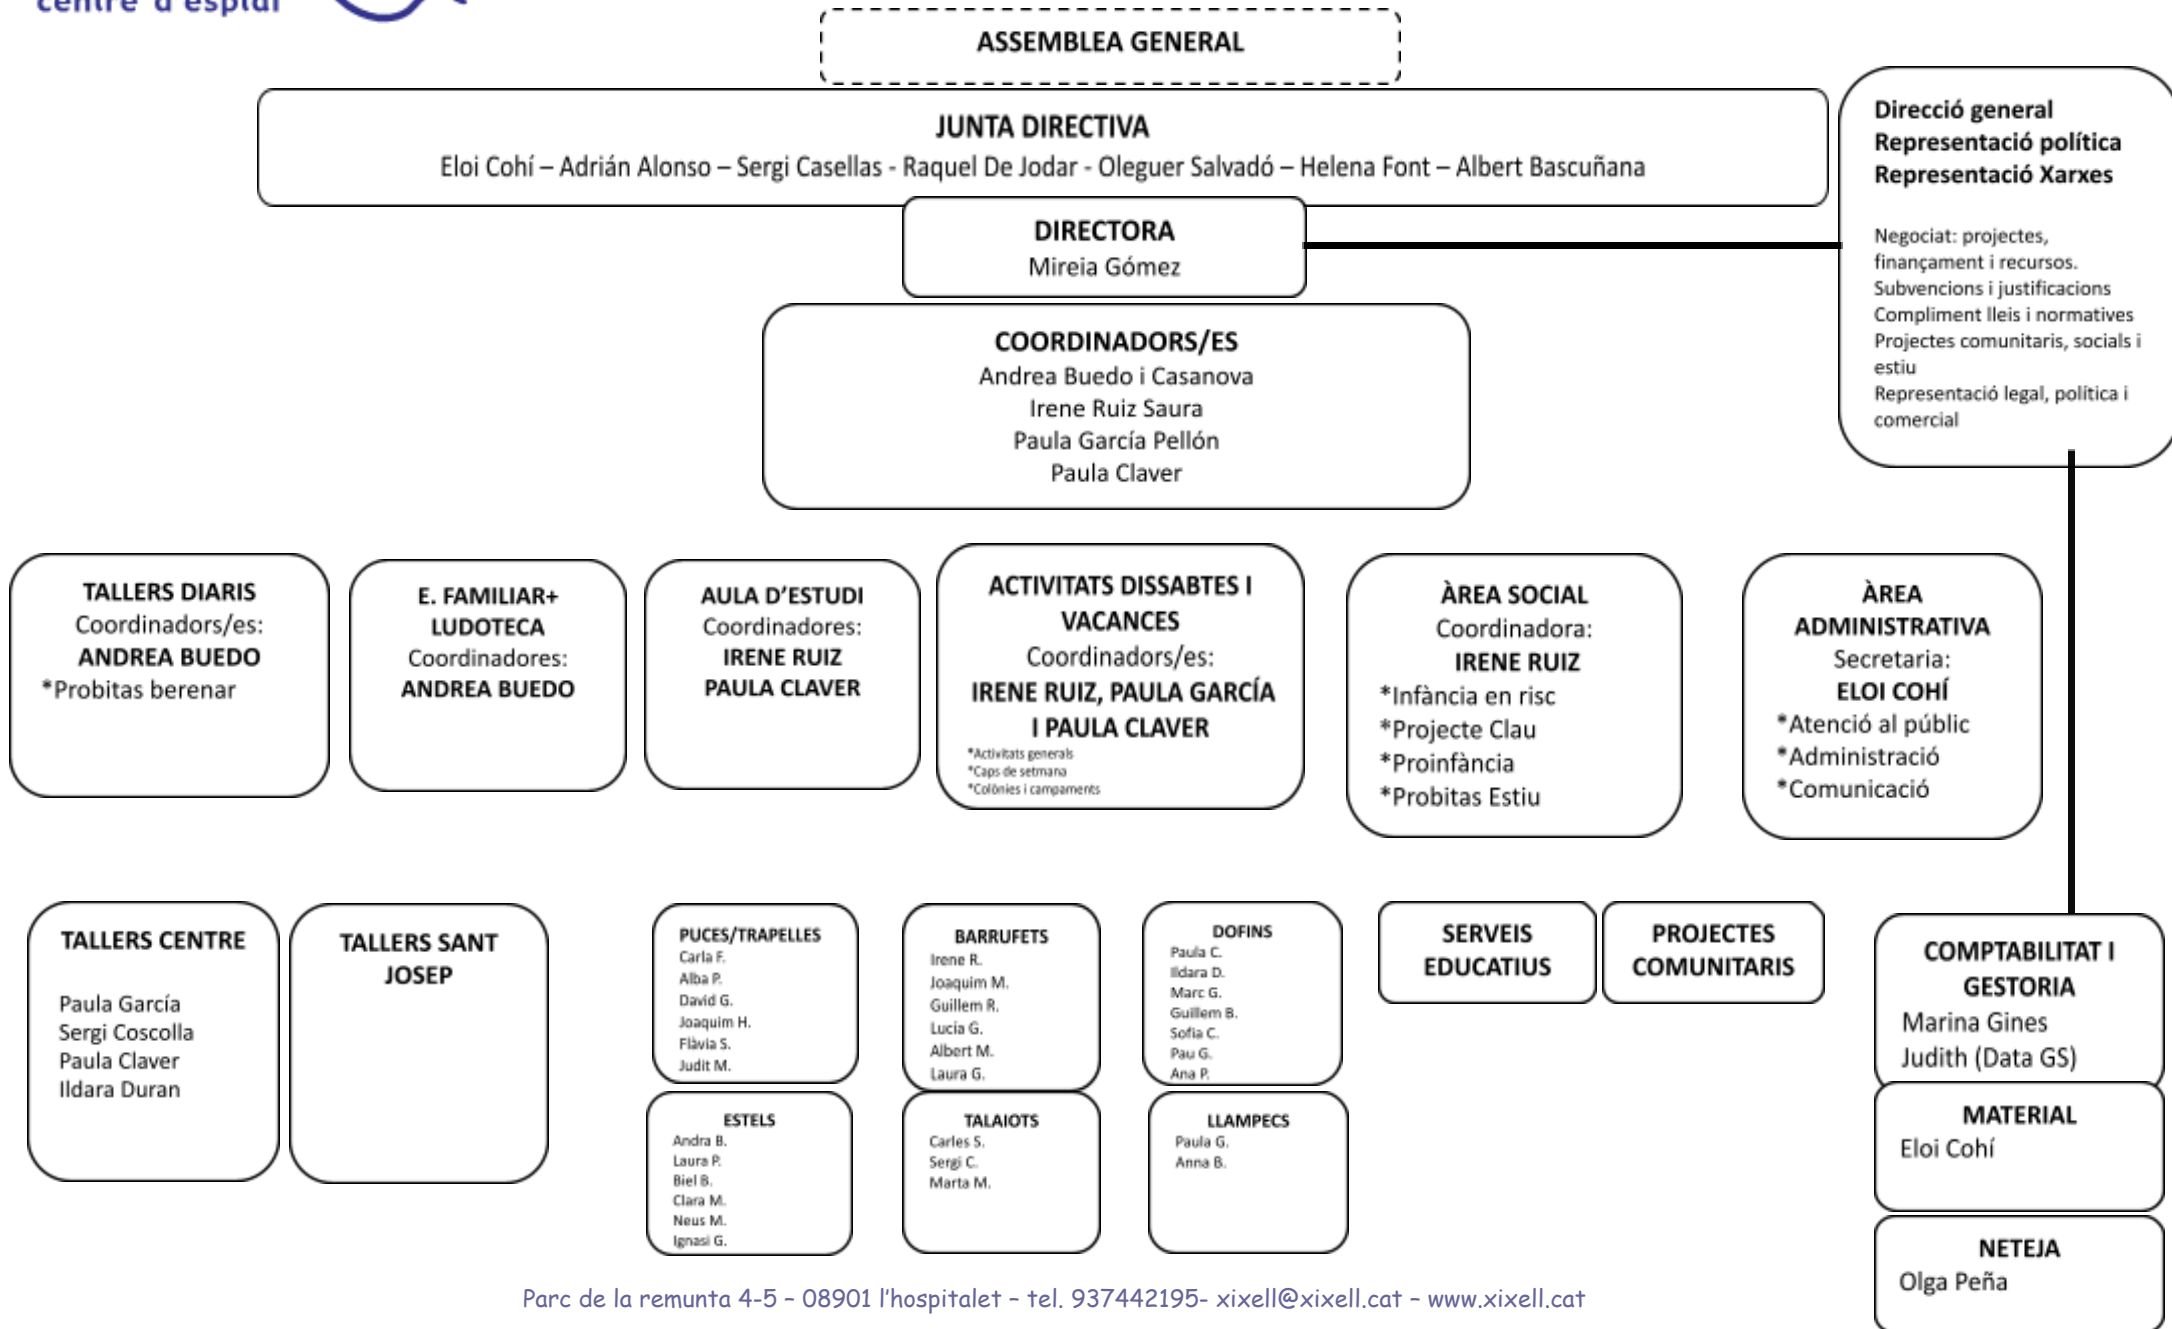 centre d'esplai
ASSEMBLEA GENERAL
JUNTA DIRECTIVA
Eloi Cohí – Adrián Alonso – Sergi Casellas - Raquel De Jodar - Oleguer Salvadó – Helena Font – Albert Bascuñana
DIRECTORA
Mireia Gómez
Direcció general
Representació política
Representació Xarxes
Negociat: projectes,
finançament i recursos.
Subvencions i justificacions
Compliment lleis i normatives
Projectes comunitaris, socials i
estiu
Representació legal, política i
comercial
COORDINADORS/ES
Andrea Buedo i Casanova
Irene Ruiz Saura
Paula García Pellón
Paula Claver
TALLERS DIARIS
Coordinadors/es:
ANDREA BUEDO
*Probitas berenar
E. FAMILIAR+
LUDOTECA
Coordinadores:
ANDREA BUEDO
AULA D'ESTUDI
Coordinadores:
IRENE RUIZ
PAULA CLAVER
ACTIVITATS DISSABTES I
VACANCES
Coordinadors/es:
IRENE RUIZ, PAULA GARCÍA
I PAULA CLAVER
*Activitats generals
*Caps de setmana
*Colònies i campaments
ÀREA SOCIAL
Coordinadora:
IRENE RUIZ
*Infància en risc
*Projecte Clau
*Proinfància
*Probitas Estiu
ÀREA
ADMINISTRATIVA
Secretaria:
ELOI COHÍ
*Atenció al públic
*Administració
*Comunicació
TALLERS CENTRE
Paula García
Sergi Coscolla
Paula Claver
Ildara Duran
TALLERS SANT
JOSEP
PUCES/TRAPELLES
Carla F.
Alba P.
David G.
Joaquim H.
Flàvia S.
Judit M.
BARRUFETS
Irene R.
Joaquim M.
Guillem R.
Lucia G.
Albert M.
Laura G.
DOFINS
Paula C.
Ildara D.
Marc G.
Guillem B.
Sofia C.
Pau G.
Ana P.
SERVEIS
EDUCATIUS
PROJECTES
COMUNITARIS
COMPTABILITAT I
GESTORIA
Marina Gines
Judith (Data GS)
ESTELS
Andra B.
Laura P.
Biel B.
Clara M.
Neus M.
Ignasi G.
TALAIOTS
Carles S.
Sergi C.
Marta M.
LLAMPECS
Paula G.
Anna B.
MATERIAL
Eloi Cohí
NETEJA
Olga Peña
Parc de la remunta 4-5 – 08901 l'hospitalet – tel. 937442195- xixell@xixell.cat – www.xixell.cat